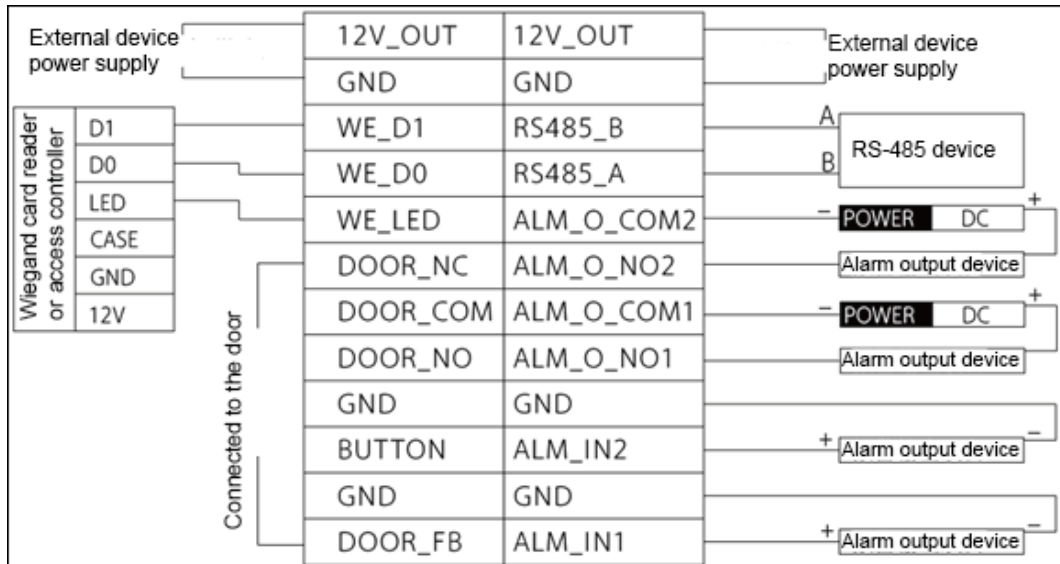 External device
power supply
12V_OUT 12V_OUT
External device
power supply
GND GND
Wiegand card reader
or access controller
D1
WE_D1 RS485_B
A
RS-485 device
D0
WE_D0 RS485_A
B
LED
WE_LED ALM_O_COM2
− POWER DC +
CASE
GND
12V
DOOR_NC ALM_O_NO2
Alarm output device
Connected to the door
DOOR_COM ALM_O_COM1
− POWER DC +
DOOR_NO ALM_O_NO1
Alarm output device
GND GND
BUTTON ALM_IN2
+ Alarm output device −
GND GND
DOOR_FB ALM_IN1
+ Alarm output device −